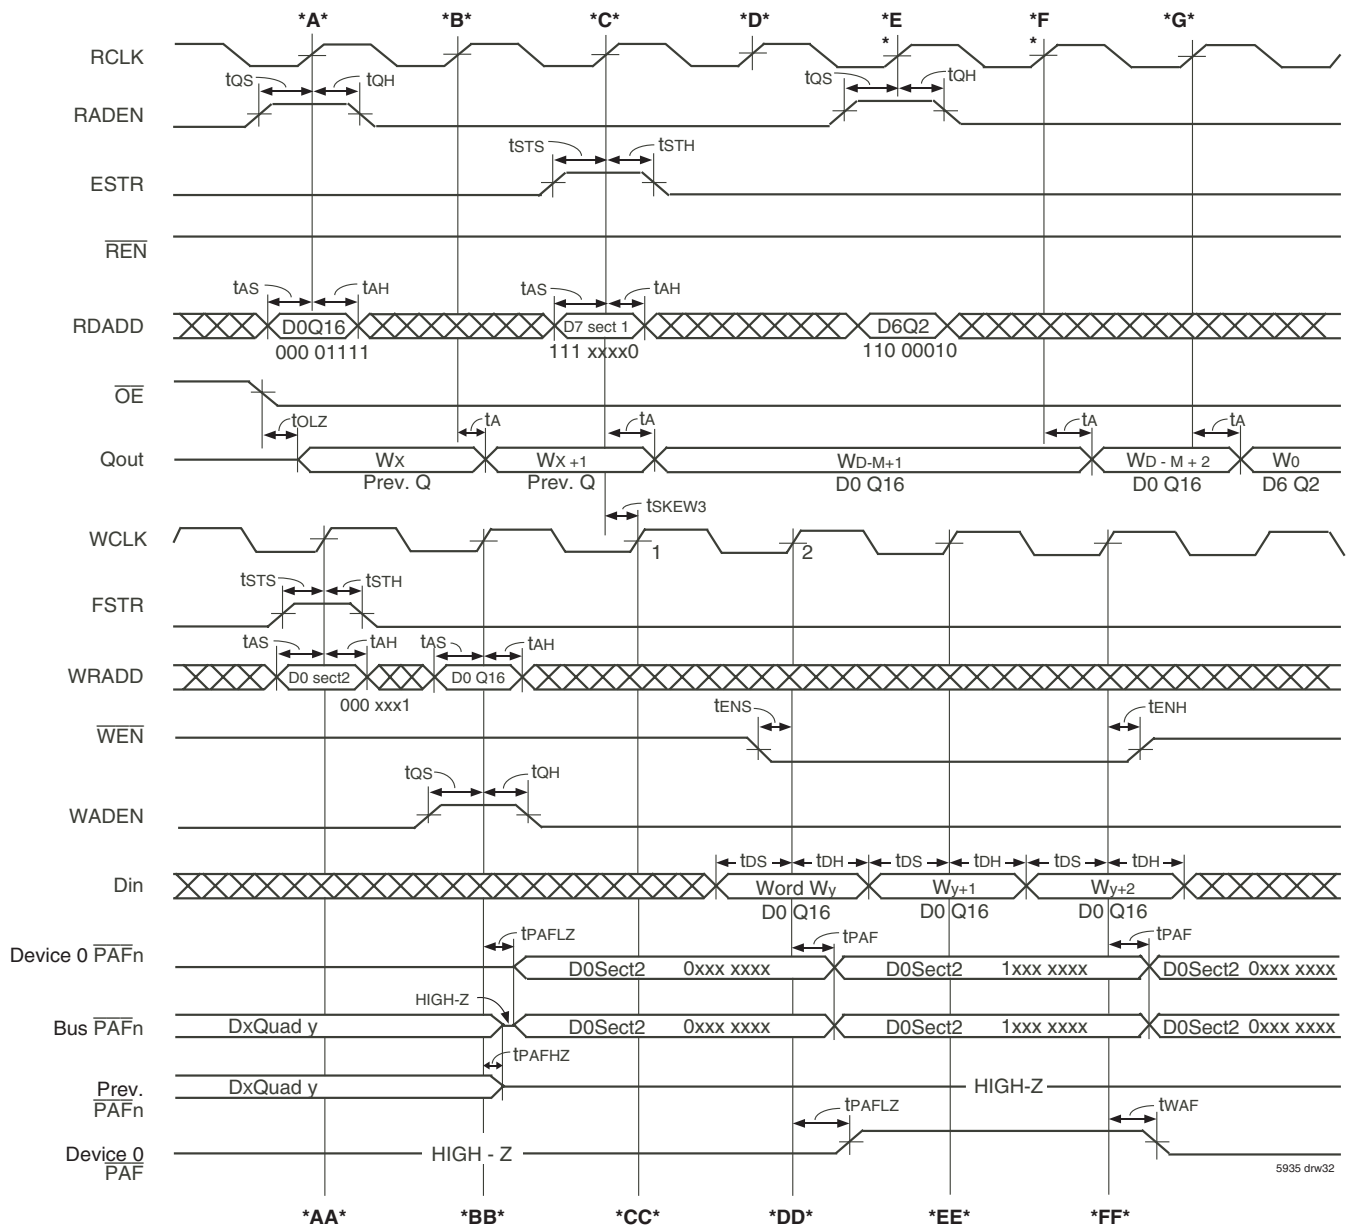 *A* *B* *C* *D* *E *F *G*
* *
RCLK
tQS tQH tQS tQH
RADEN
tSTS tSTH
ESTR
REN
tAS tAH tAS tAH
RDADD D0Q16 D7 sect 1 D6Q2
000 01111 111 xxxx0 110 00010
OE
tOLZ tA tA tA tA
Qout WX WX +1 WD-M+1 WD - M + 2 W0
Prev. Q Prev. Q D0 Q16 D0 Q16 D6 Q2
tSKEW3
WCLK 1 2
tSTS tSTH
FSTR
tAS tAH tAS tAH
WRADD D0 sect2 D0 Q16
000 xxx1
tENS tENH
WEN
tQS tQH
WADEN
tDS tDH tDS tDH tDS tDH
Din Word Wy Wy+1 Wy+2
D0 Q16 D0 Q16 D0 Q16
tPAFLZ tPAF tPAF
Device 0 PAFn D0Sect2 0xxx xxxx D0Sect2 1xxx xxxx D0Sect2 0xxx xxxx
HIGH-Z
Bus PAFn DxQuad y D0Sect2 0xxx xxxx D0Sect2 1xxx xxxx D0Sect2 0xxx xxxx
tPAFHZ
Prev. DxQuad y HIGH-Z
PAFn
tPAFLZ tWAF
Device 0 HIGH - Z
PAF
5935 drw32
*AA* *BB* *CC* *DD* *EE* *FF*